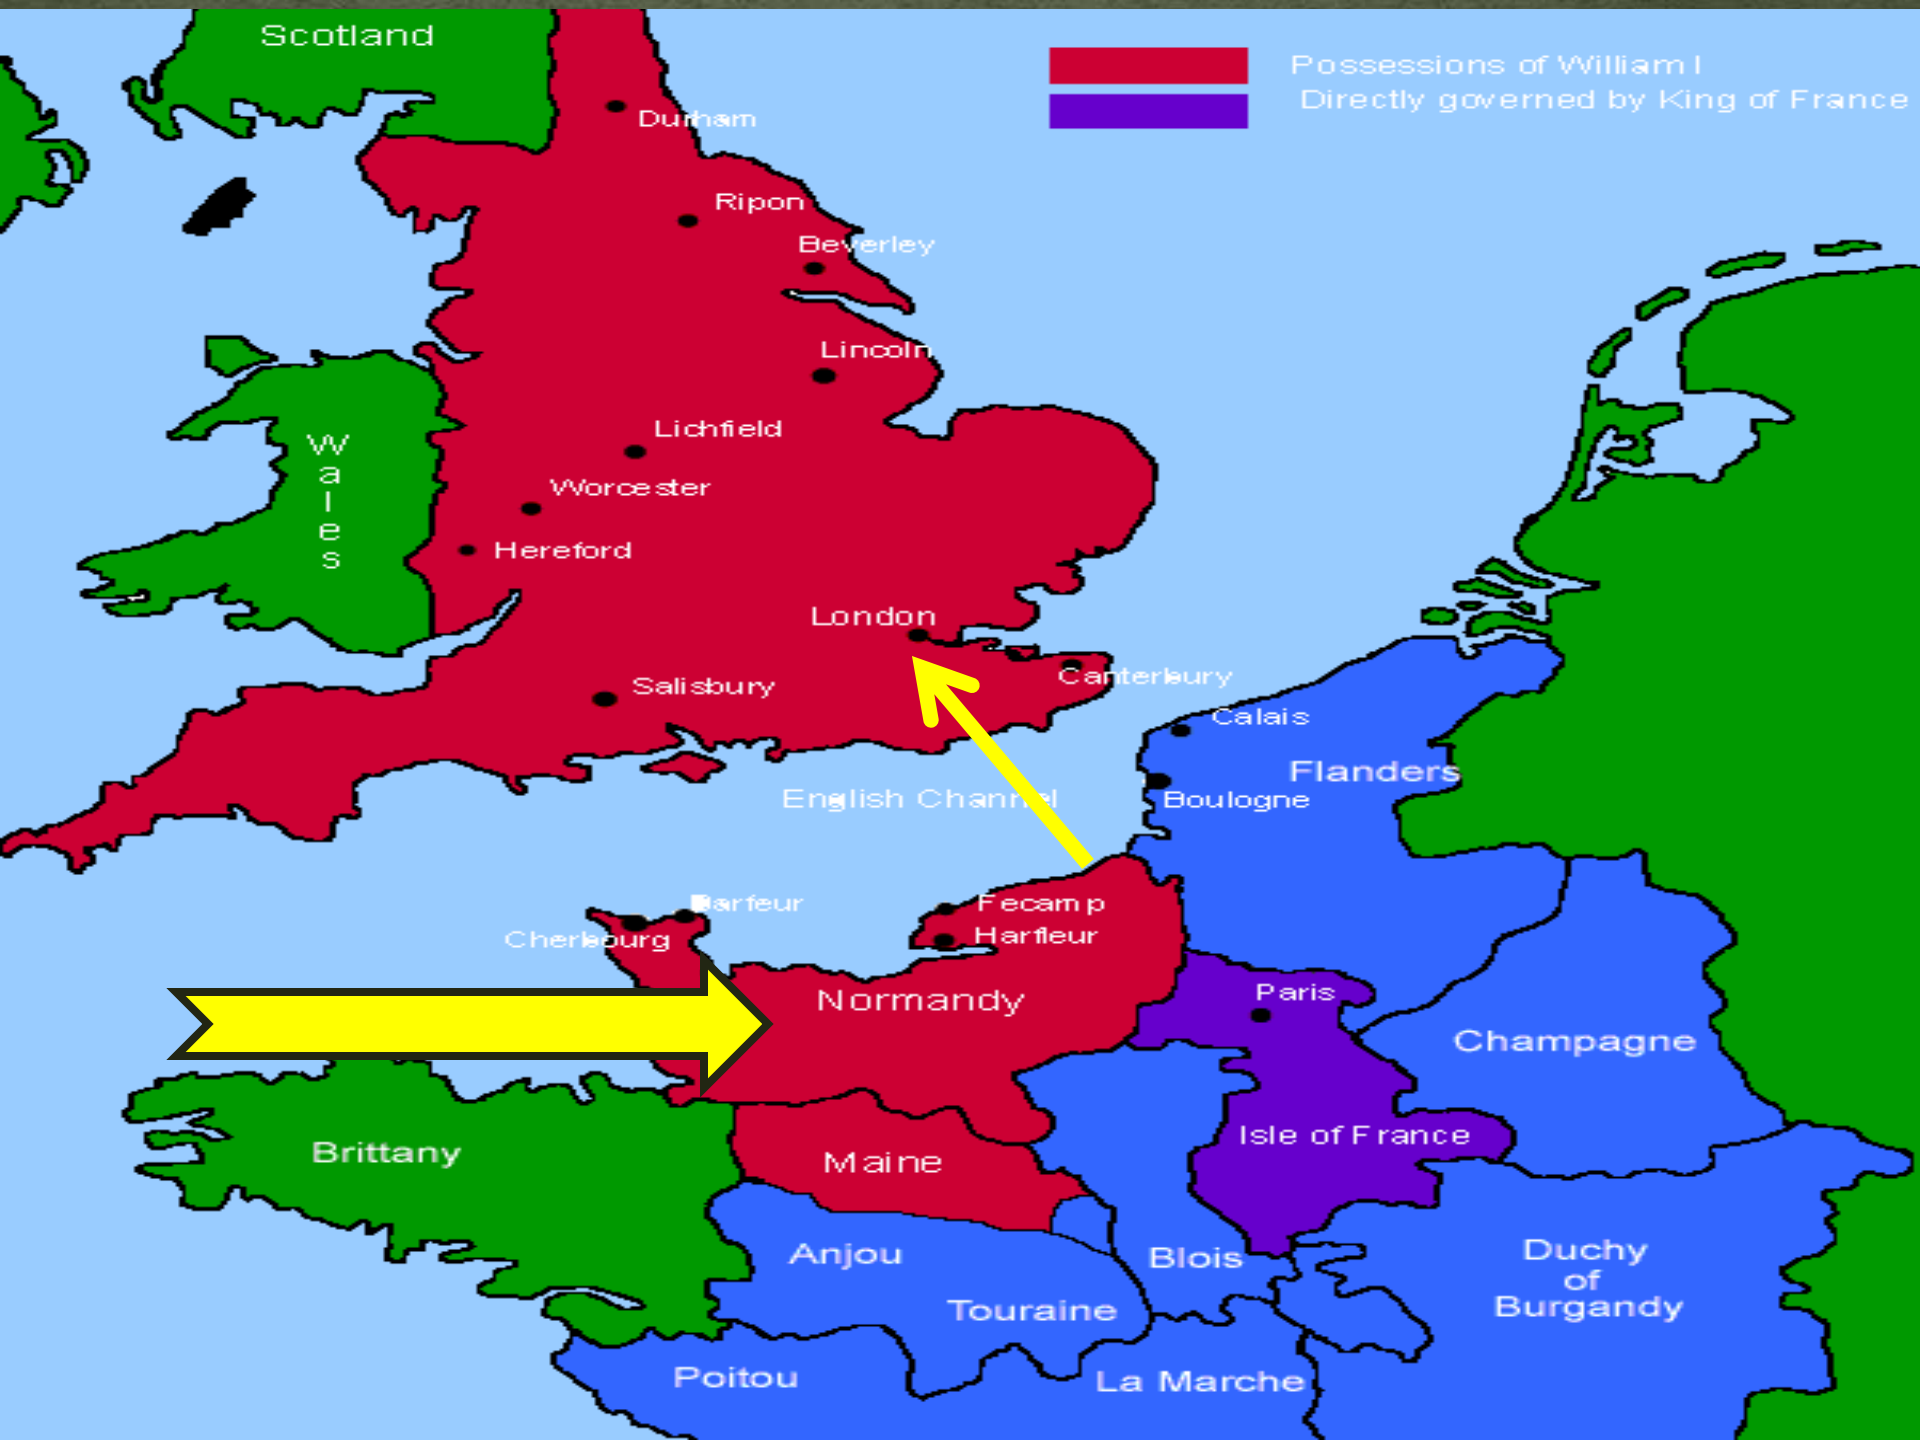 Scotland
Possessions of William I
Directly governed by King of France
Durham
Ripon
Beverley
Lincoln
Lichfield
Wales
Worcester
Hereford
London
Canterbury
Salisbury
Calais
Flanders
English Channel
Boulogne
Barfeur
Fecamp
Cherbourg
Harfleur
Paris
Normandy
Champagne
Isle of France
Brittany
Maine
Anjou
Blois
Duchy
of
Burgandy
Touraine
Poitou
La Marche